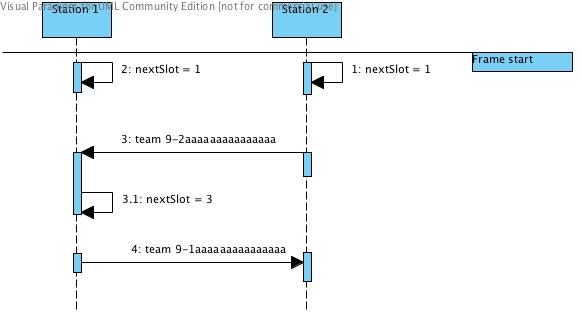 Visual Paradigm for UML Community Edition [not for commercial use]
Station 1
Station 2
Frame start
2: nextSlot = 1
1: nextSlot = 1
3: team 9-2aaaaaaaaaaaaaaa
3.1: nextSlot = 3
4: team 9-1aaaaaaaaaaaaaaa